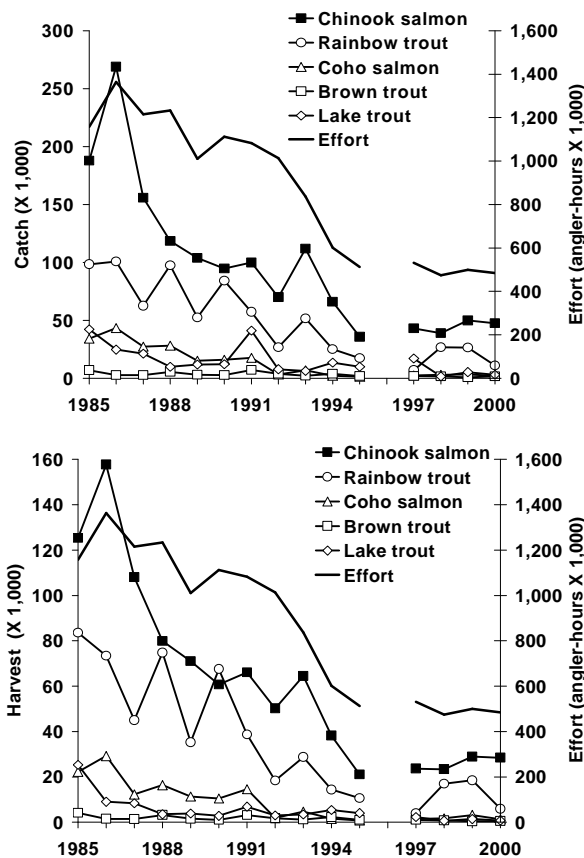 Chinook salmon
Rainbow trout
Coho salmon
Brown trout
Lake trout
Effort
Catch (X 1,000)
300
250
200
150
100
50
0
Effort (angler-hours X 1,000)
1,600
1,400
1,200
1,000
800
600
400
200
0
1985 1988 1991 1994 1997 2000
Chinook salmon
Rainbow trout
Coho salmon
Brown trout
Lake trout
Effort
Harvest (X 1,000)
160
140
120
100
80
60
40
20
0
Effort (angler-hours X 1,000)
1,600
1,400
1,200
1,000
800
600
400
200
0
1985 1988 1991 1994 1997 2000